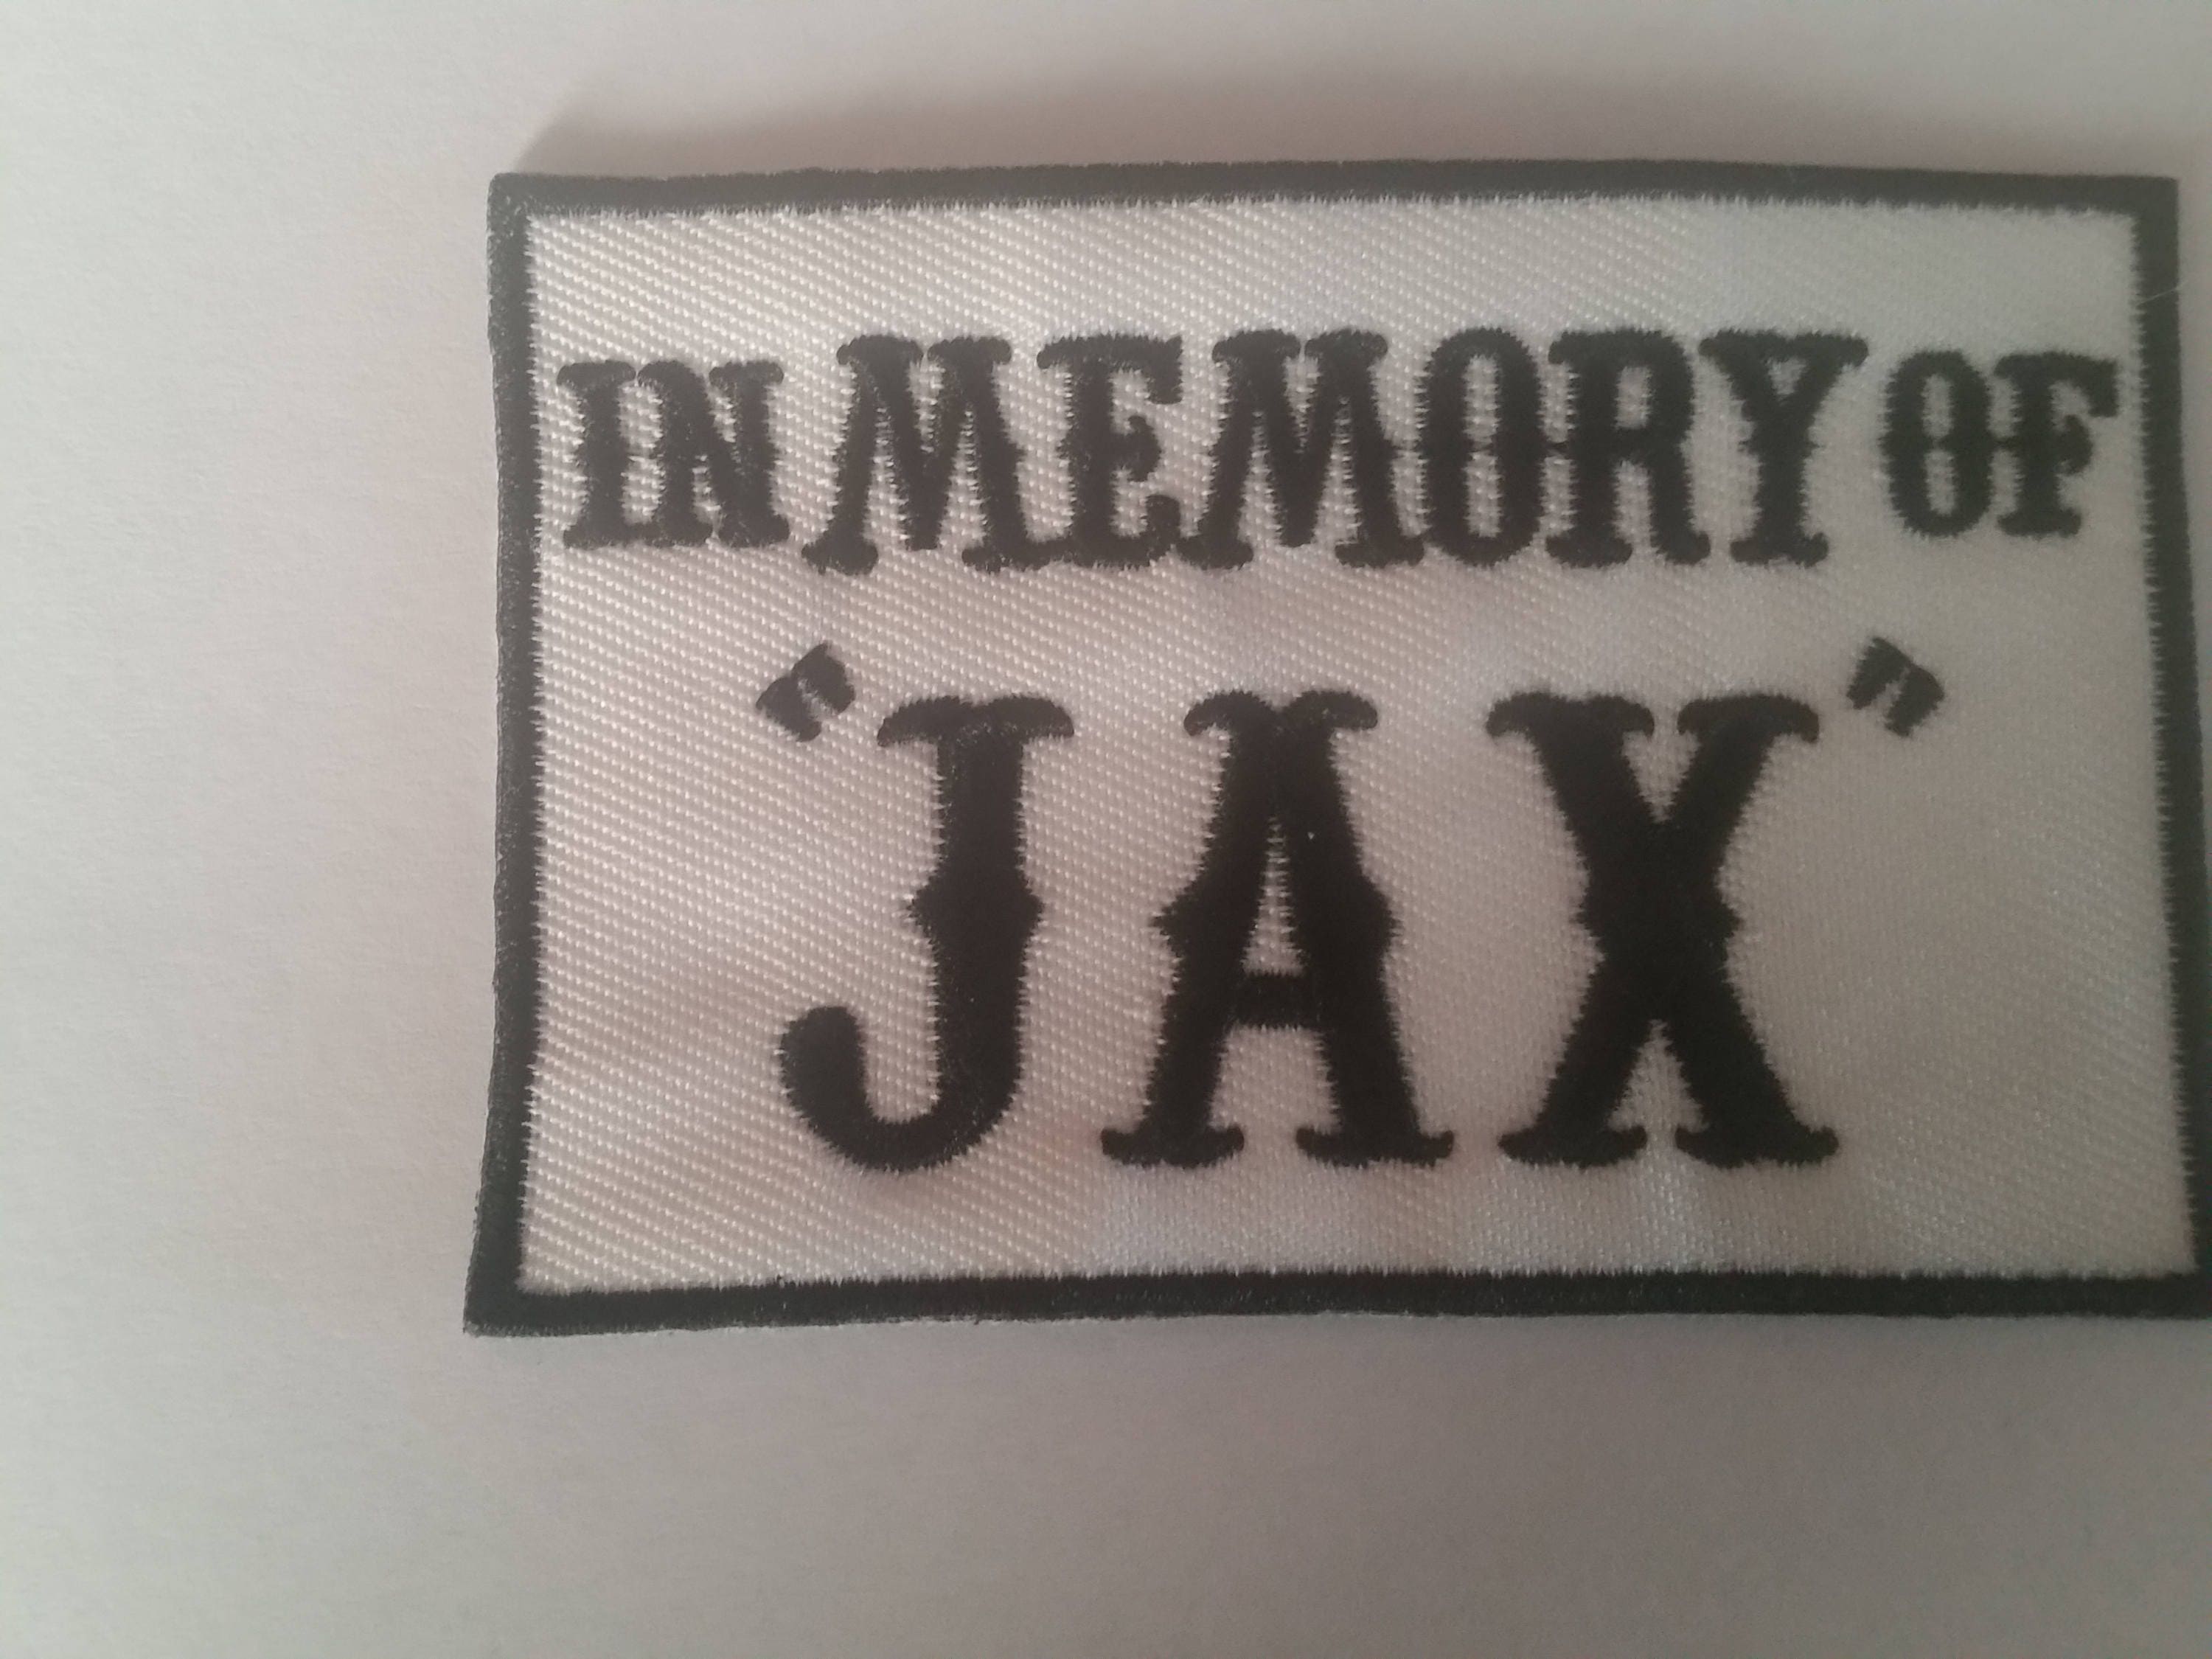 IN MEMORY OF
"JAX"